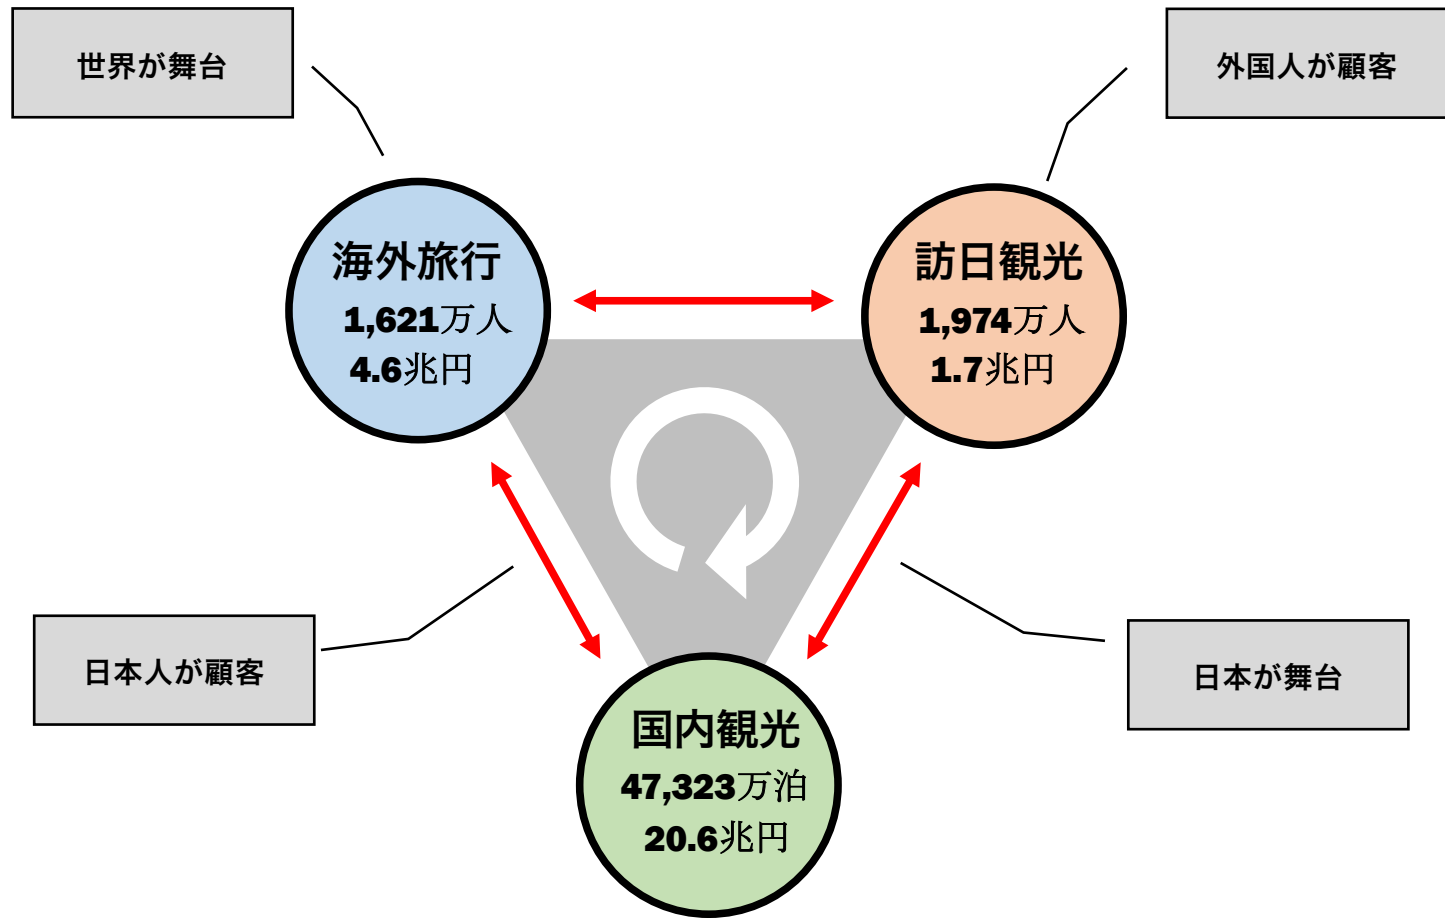 世界が舞台
外国人が顧客
海外旅行
1,621万人
4.6兆円
訪日観光
1,974万人
1.7兆円
日本人が顧客
日本が舞台
国内観光
47,323万泊
20.6兆円